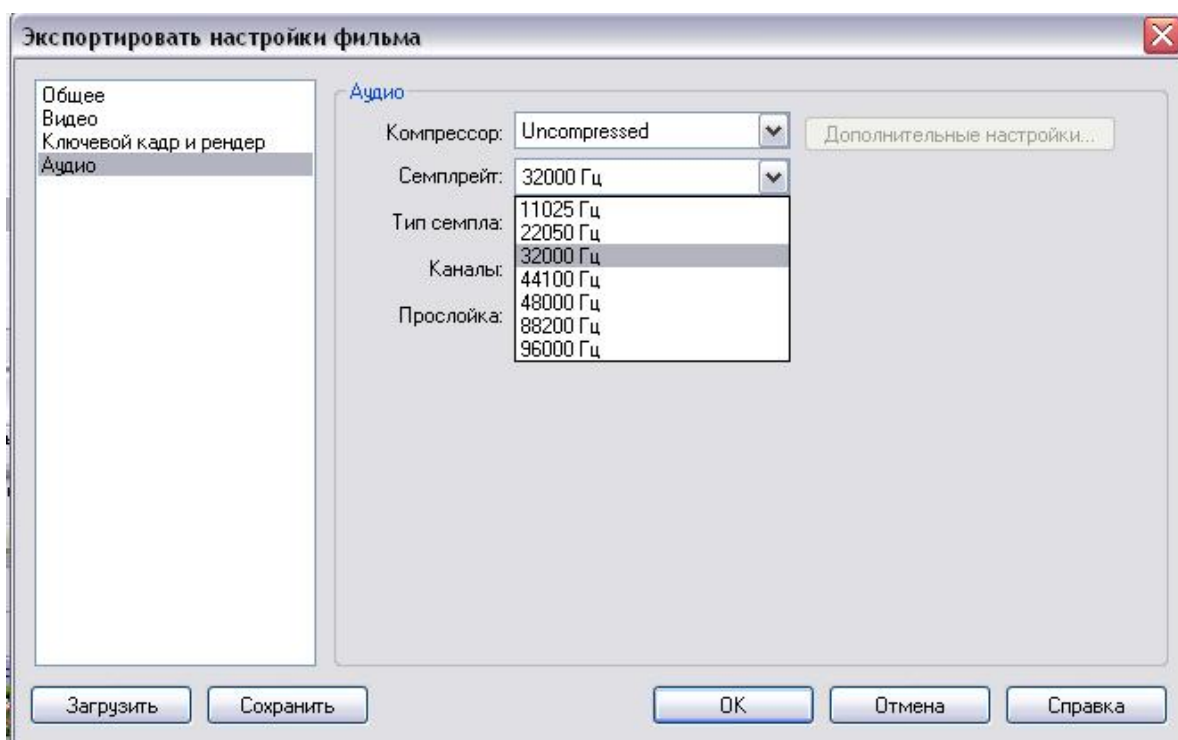 Экспортировать настройки фильма
Общее
Видео
Ключевой кадр и рендер
Аудио
Аудио
Компрессор: Uncompressed Дополнительные настройки...
Семплрейт: 32000 Гц
Тип семпла:
Каналы:
Прослойка:
11025 Гц
22050 Гц
32000 Гц
44100 Гц
48000 Гц
88200 Гц
96000 Гц
Загрузить Сохранить OK Отмена Справка